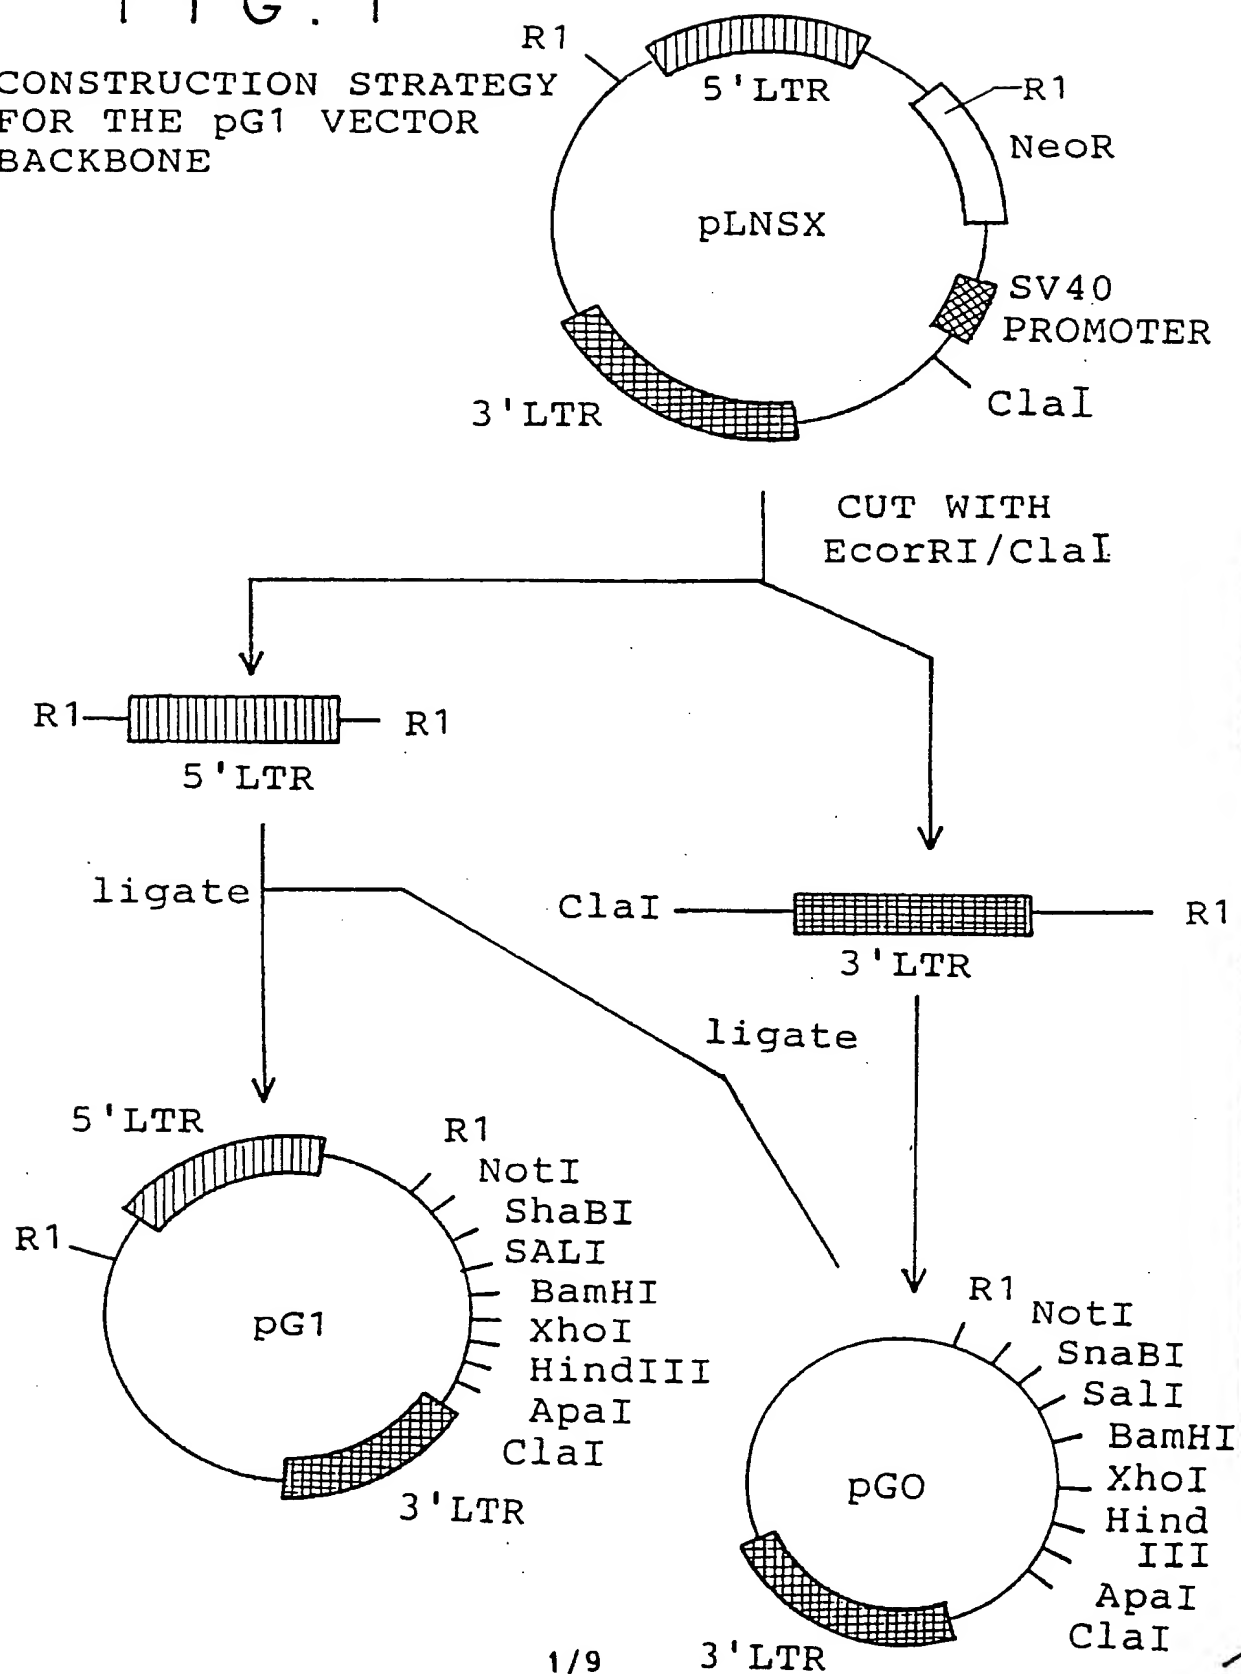 FIG. 1
CONSTRUCTION STRATEGY
FOR THE pG1 VECTOR
BACKBONE
R1
5'LTR
R1
NeoR
pLNSX
SV40
PROMOTER
ClaI
3'LTR
CUT WITH
EcorRI/ClaI
R1
R1
5'LTR
ligate
ClaI
R1
3'LTR
ligate
5'LTR
R1
NotI
ShaBI
SALI
BamHI
XhoI
HindIII
ApaI
ClaI
R1
pG1
3'LTR
R1
NotI
SnaBI
SalI
BamHI
XhoI
Hind
III
ApaI
ClaI
pGO
3'LTR
1/9